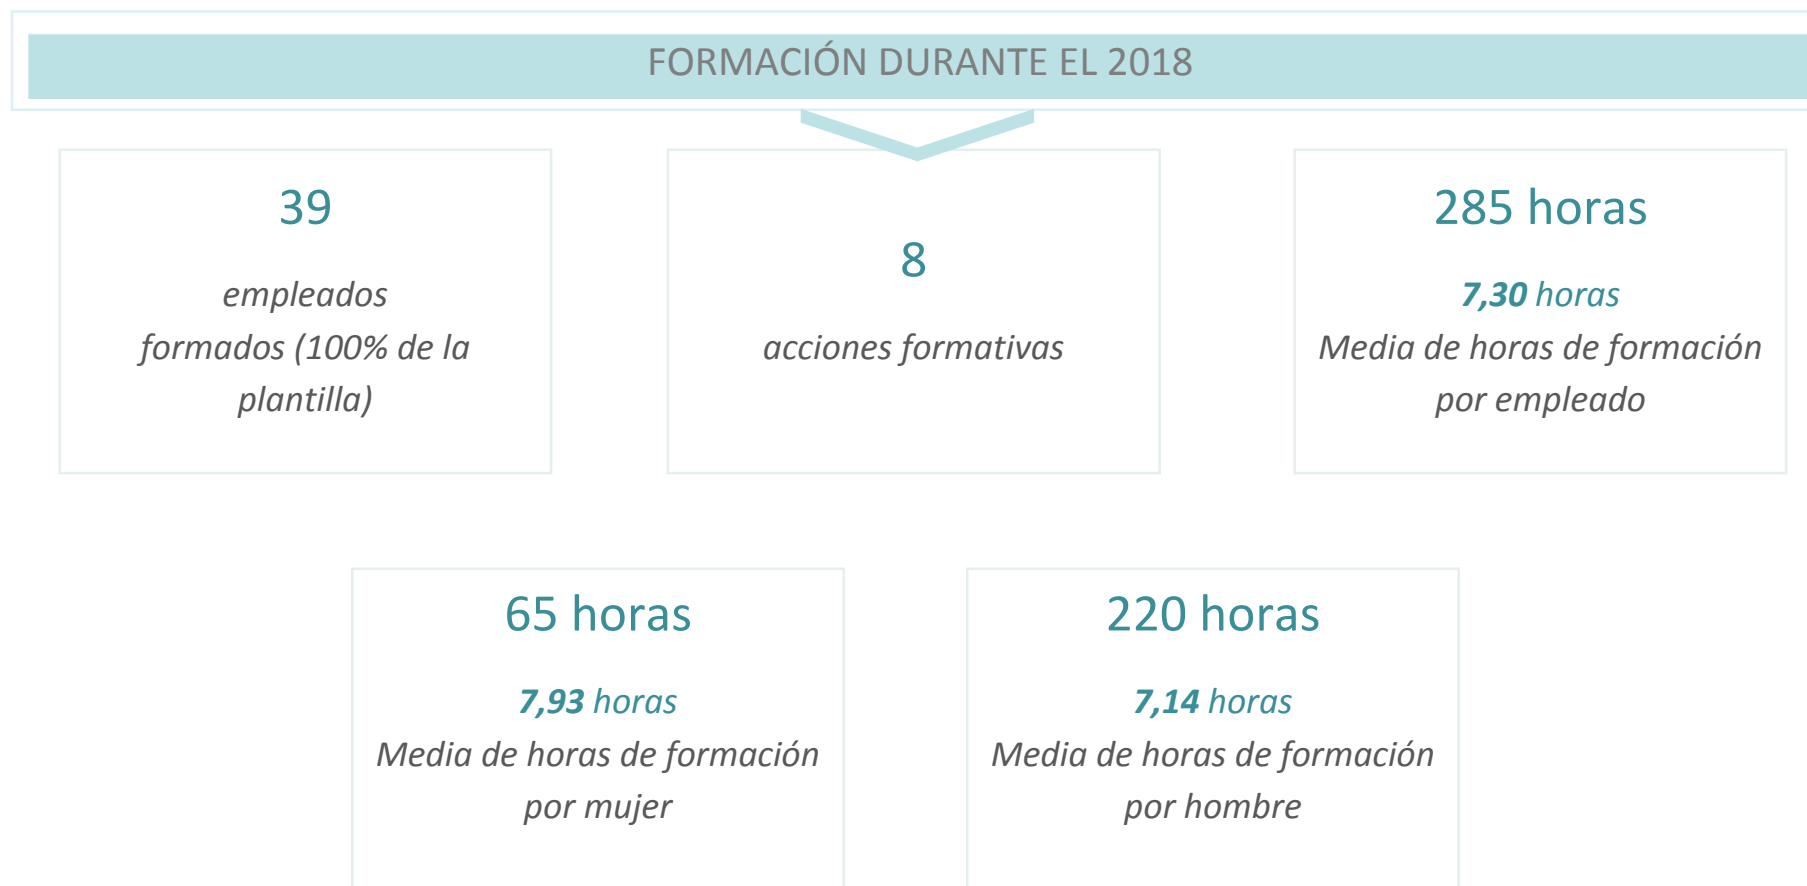 FORMACIÓN DURANTE EL 2018
39
empleados
formados (100% de la
plantilla)
8
acciones formativas
285 horas
7,30 horas
Media de horas de formación
por empleado
65 horas
7,93 horas
Media de horas de formación
por mujer
220 horas
7,14 horas
Media de horas de formación
por hombre